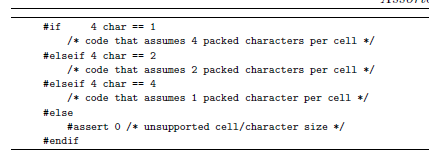 #if     4 char == 1
    /* code that assumes 4 packed characters per cell */
#elseif 4 char == 2
    /* code that assumes 2 packed characters per cell */
#elseif 4 char == 4
    /* code that assumes 1 packed character per cell */
#else
    #assert 0 /* unsupported cell/character size */
#endif